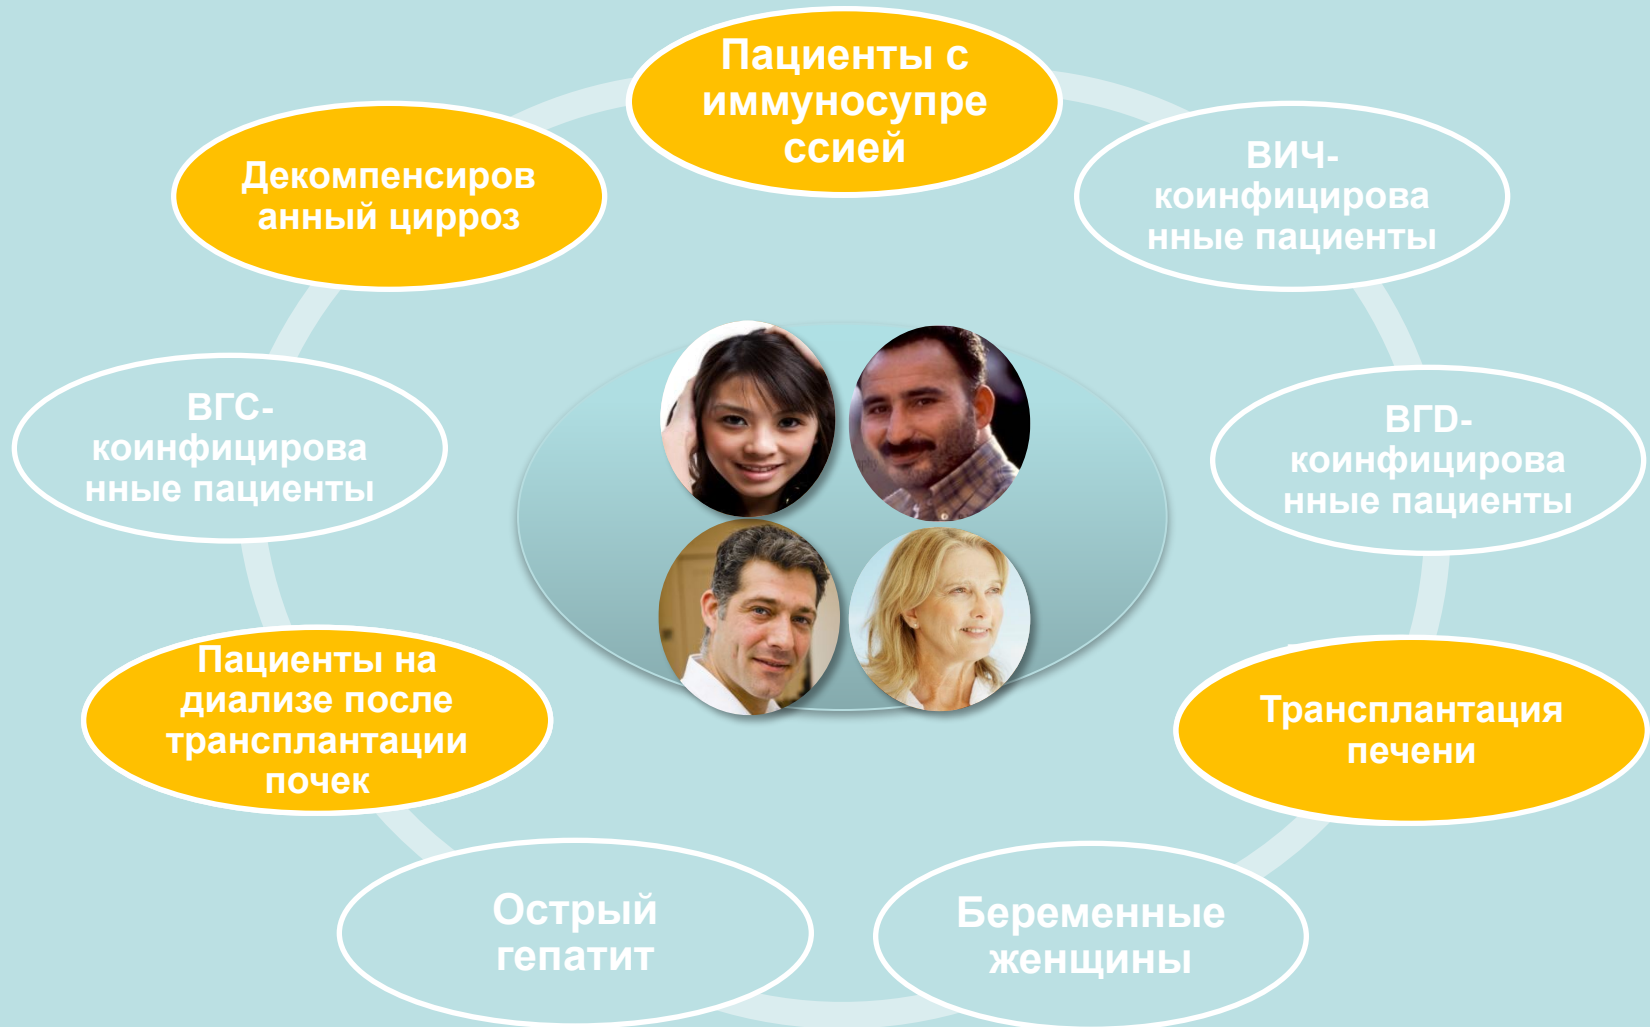 Пациенты с
иммуносупре
ссией
ВИЧ-
коинфицирова
нные пациенты
ВГD-
коинфицирова
нные пациенты
Трансплантация
печени
Беременные
женщины
Острый
гепатит
Пациенты на
диализе после
трансплантации
почек
ВГС-
коинфицирова
нные пациенты
Декомпенсиров
анный цирроз